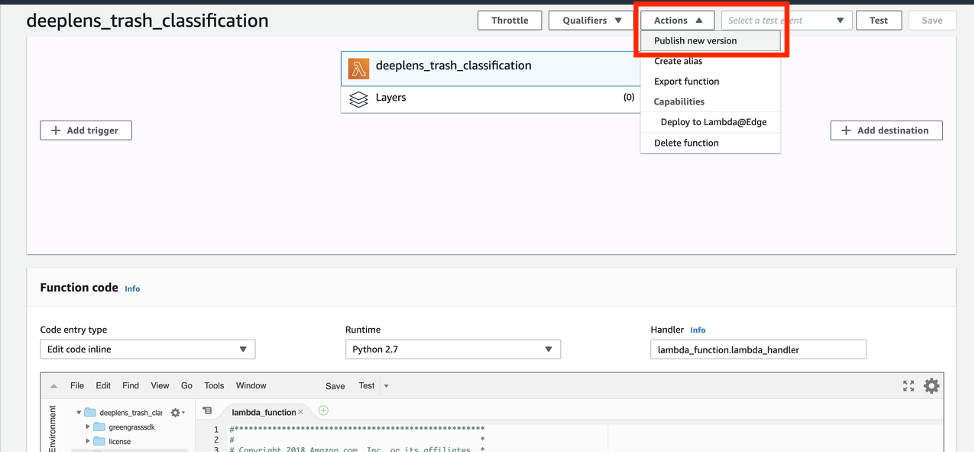 deeplens_trash_classification
Throttle
Qualifiers
Actions
Select a test event
Test
Save
Publish new version
Create alias
Export function
Capabilities
Deploy to Lambda@Edge
Delete function
deeplens_trash_classification
Layers
(0)
+ Add trigger
+ Add destination
Function code Info
Code entry type
Edit code inline
Runtime
Python 2.7
Handler Info
lambda_function.lambda_handler
File Edit Find View Go Tools Window Save Test
Environment
deeplens_trash_clas
greengrasssdk
license
lambda_function
1 #*************************************************
2 # *
3 # Copyright 2018 Amazon.com, Inc. or its affiliates. *